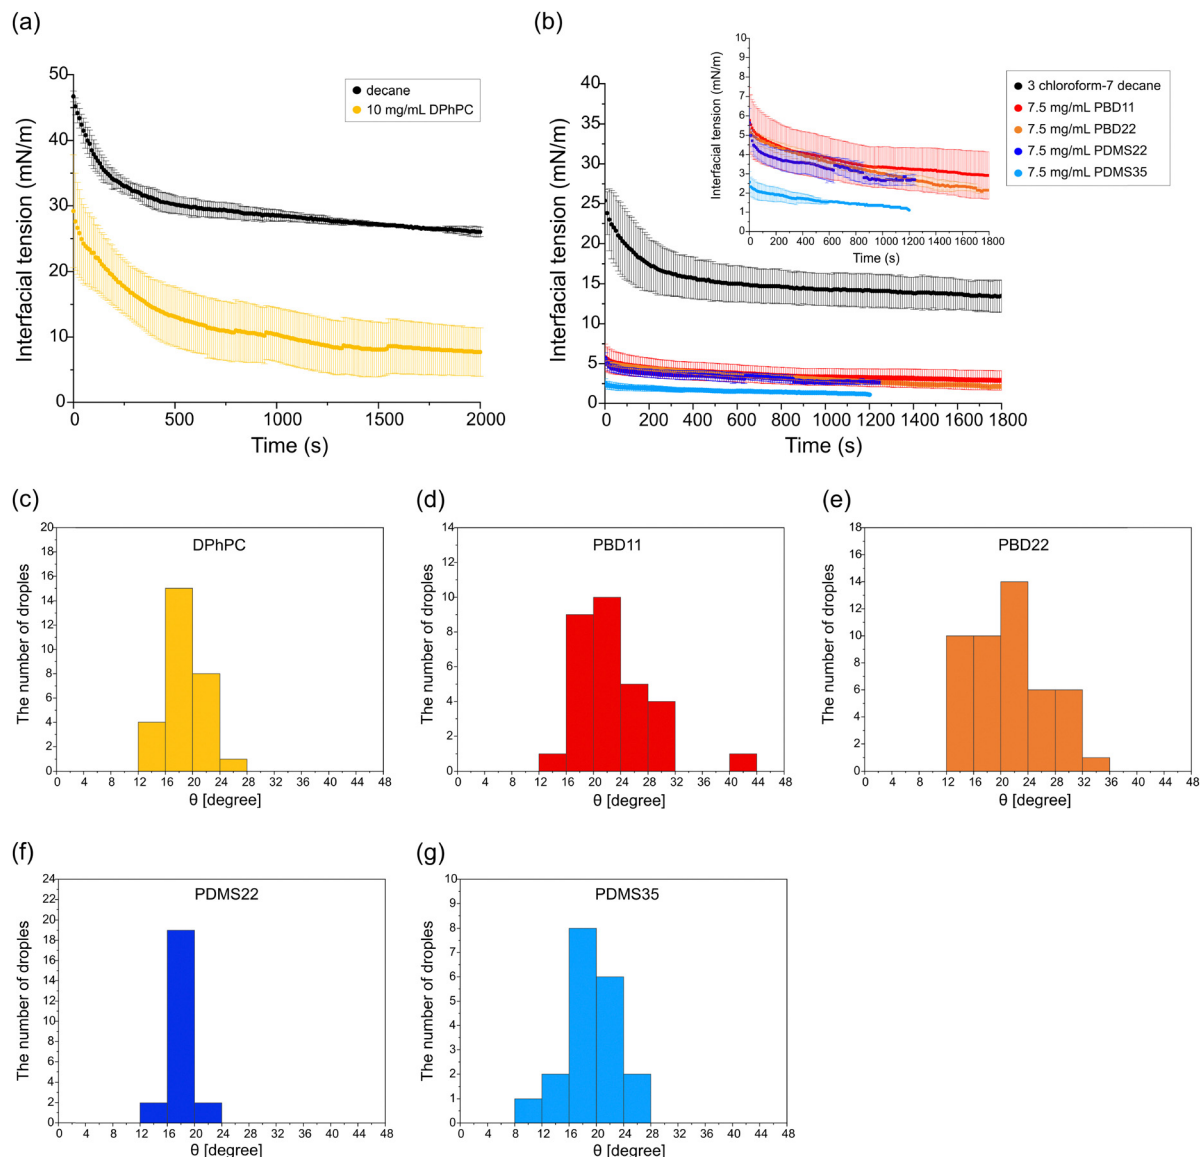 (a)
Interfacial tension (mN/m)
50
40
30
20
10
0
decane
10 mg/mL DPhPC
0 500 1000 1500 2000
Time (s)
(b)
Interfacial tension (mN/m)
40
35
30
25
20
15
10
5
0
Interfacial tension (mN/m)
10
9
8
7
6
5
4
3
2
1
0
0 200 400 600 800 1000 1200 1400 1600 1800
Time (s)
3 chloroform-7 decane
7.5 mg/mL PBD11
7.5 mg/mL PBD22
7.5 mg/mL PDMS22
7.5 mg/mL PDMS35
0 200 400 600 800 1000 1200 1400 1600 1800
Time (s)
(c)
DPhPC
The number of droples
20
18
16
14
12
10
8
6
4
2
0
0 4 8 12 16 20 24 28 32 36 40 44 48
θ [degree]
(d)
PBD11
The number of droples
14
12
10
8
6
4
2
0
0 4 8 12 16 20 24 28 32 36 40 44 48
θ [degree]
(e)
PBD22
The number of droples
18
16
14
12
10
8
6
4
2
0
0 4 8 12 16 20 24 28 32 36 40 44 48
θ [degree]
(f)
PDMS22
The number of droples
24
22
20
18
16
14
12
10
8
6
4
2
0
0 4 8 12 16 20 24 28 32 36 40 44 48
θ [degree]
(g)
PDMS35
The number of droples
10
9
8
7
6
5
4
3
2
1
0
0 4 8 12 16 20 24 28 32 36 40 44 48
θ [degree]